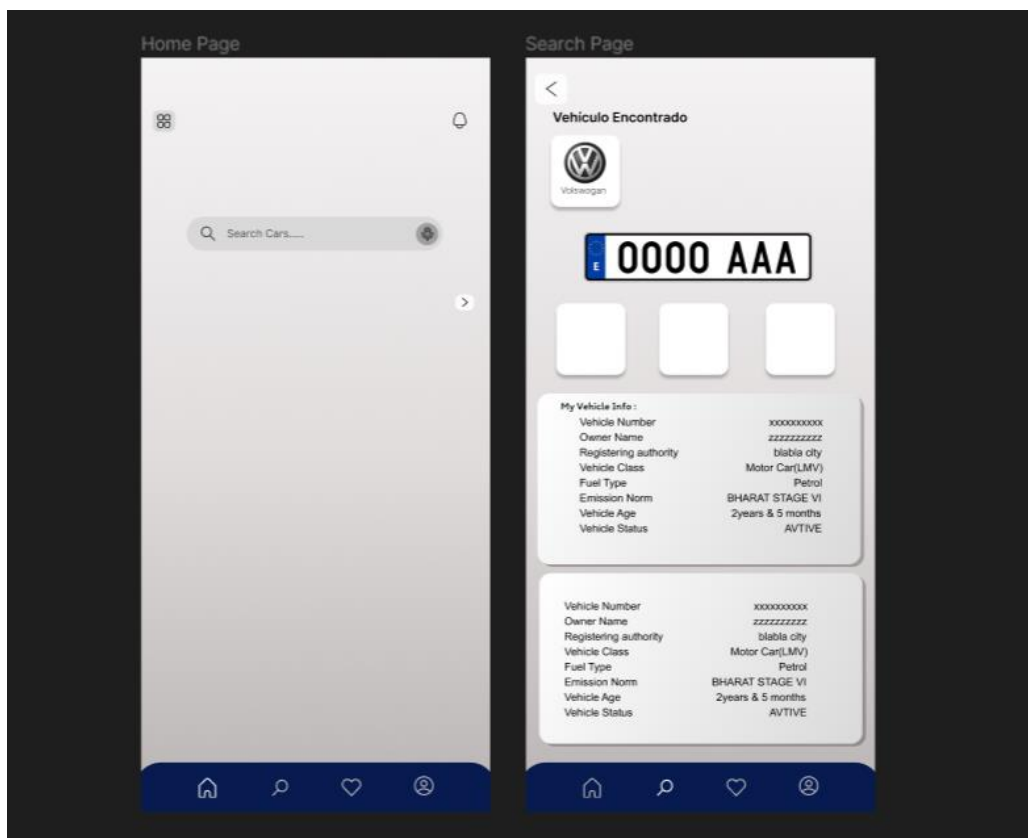 Home Page
Search Cars.....
Search Page
Vehiculo Encontrado
Volswogan
E 0000 AAA
My Vehicle Info :
Vehicle Number xxxxxxxxxx
Owner Name zzzzzzzzzz
Registering authority blabla city
Vehicle Class Motor Car(LMV)
Fuel Type Petrol
Emission Norm BHARAT STAGE VI
Vehicle Age 2years & 5 months
Vehicle Status AVTIVE
Vehicle Number xxxxxxxxxx
Owner Name zzzzzzzzzz
Registering authority blabla city
Vehicle Class Motor Car(LMV)
Fuel Type Petrol
Emission Norm BHARAT STAGE VI
Vehicle Age 2years & 5 months
Vehicle Status AVTIVE